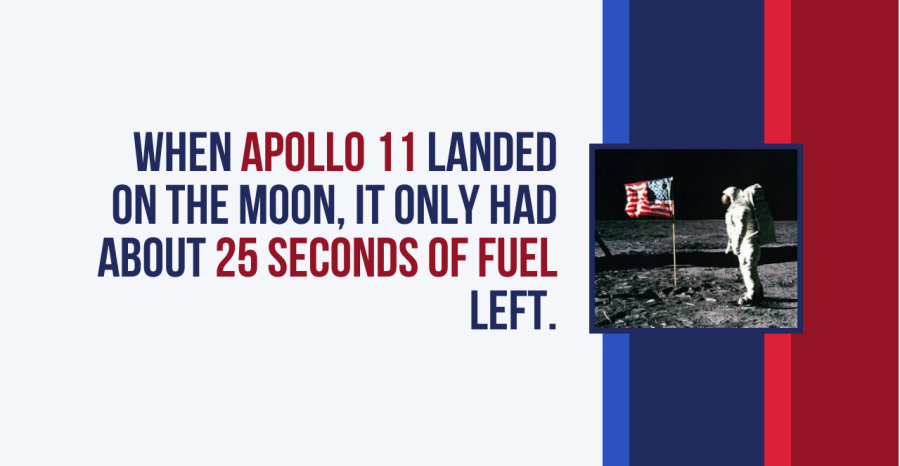 WHEN APOLLO 11 LANDED
ON THE MOON, IT ONLY HAD
ABOUT 25 SECONDS OF FUEL
LEFT.